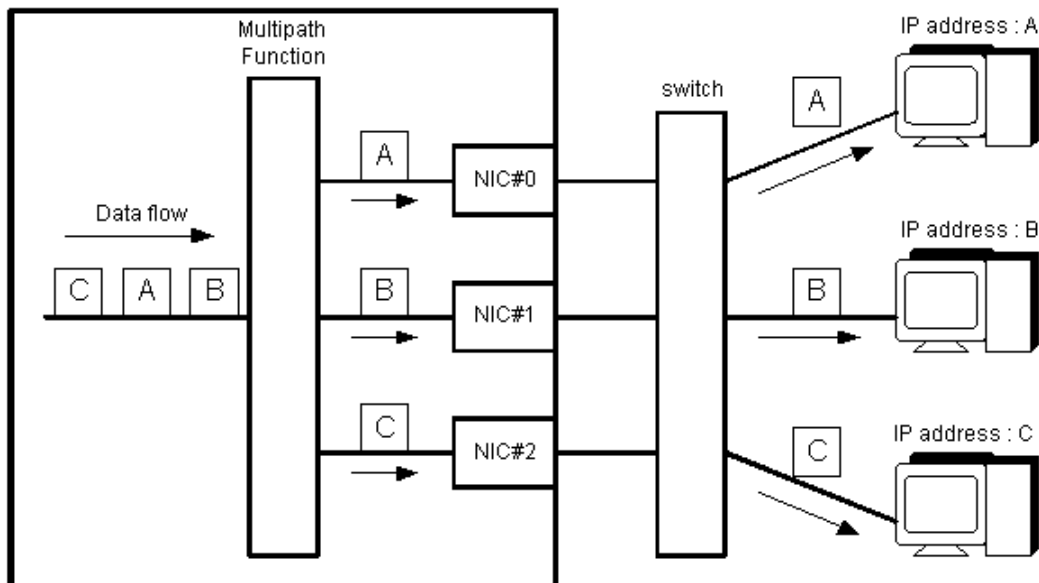 Multipath
Function
switch
IP address : A
A
A
NIC#0
Data flow
C A B
B
NIC#1
B
IP address : B
C
NIC#2
C
IP address : C